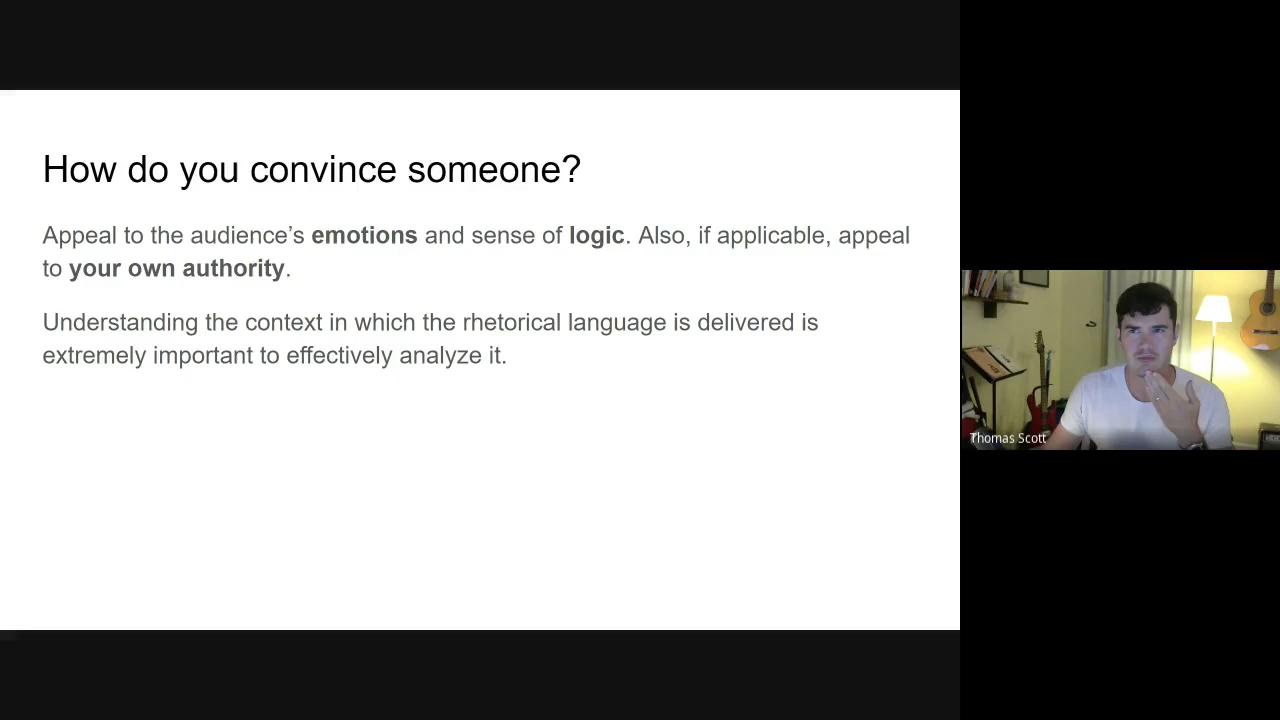 How do you convince someone?
Appeal to the audience’s emotions and sense of logic. Also, if applicable, appeal
to your own authority.
Understanding the context in which the rhetorical language is delivered is
extremely important to effectively analyze it.
Thomas Scott